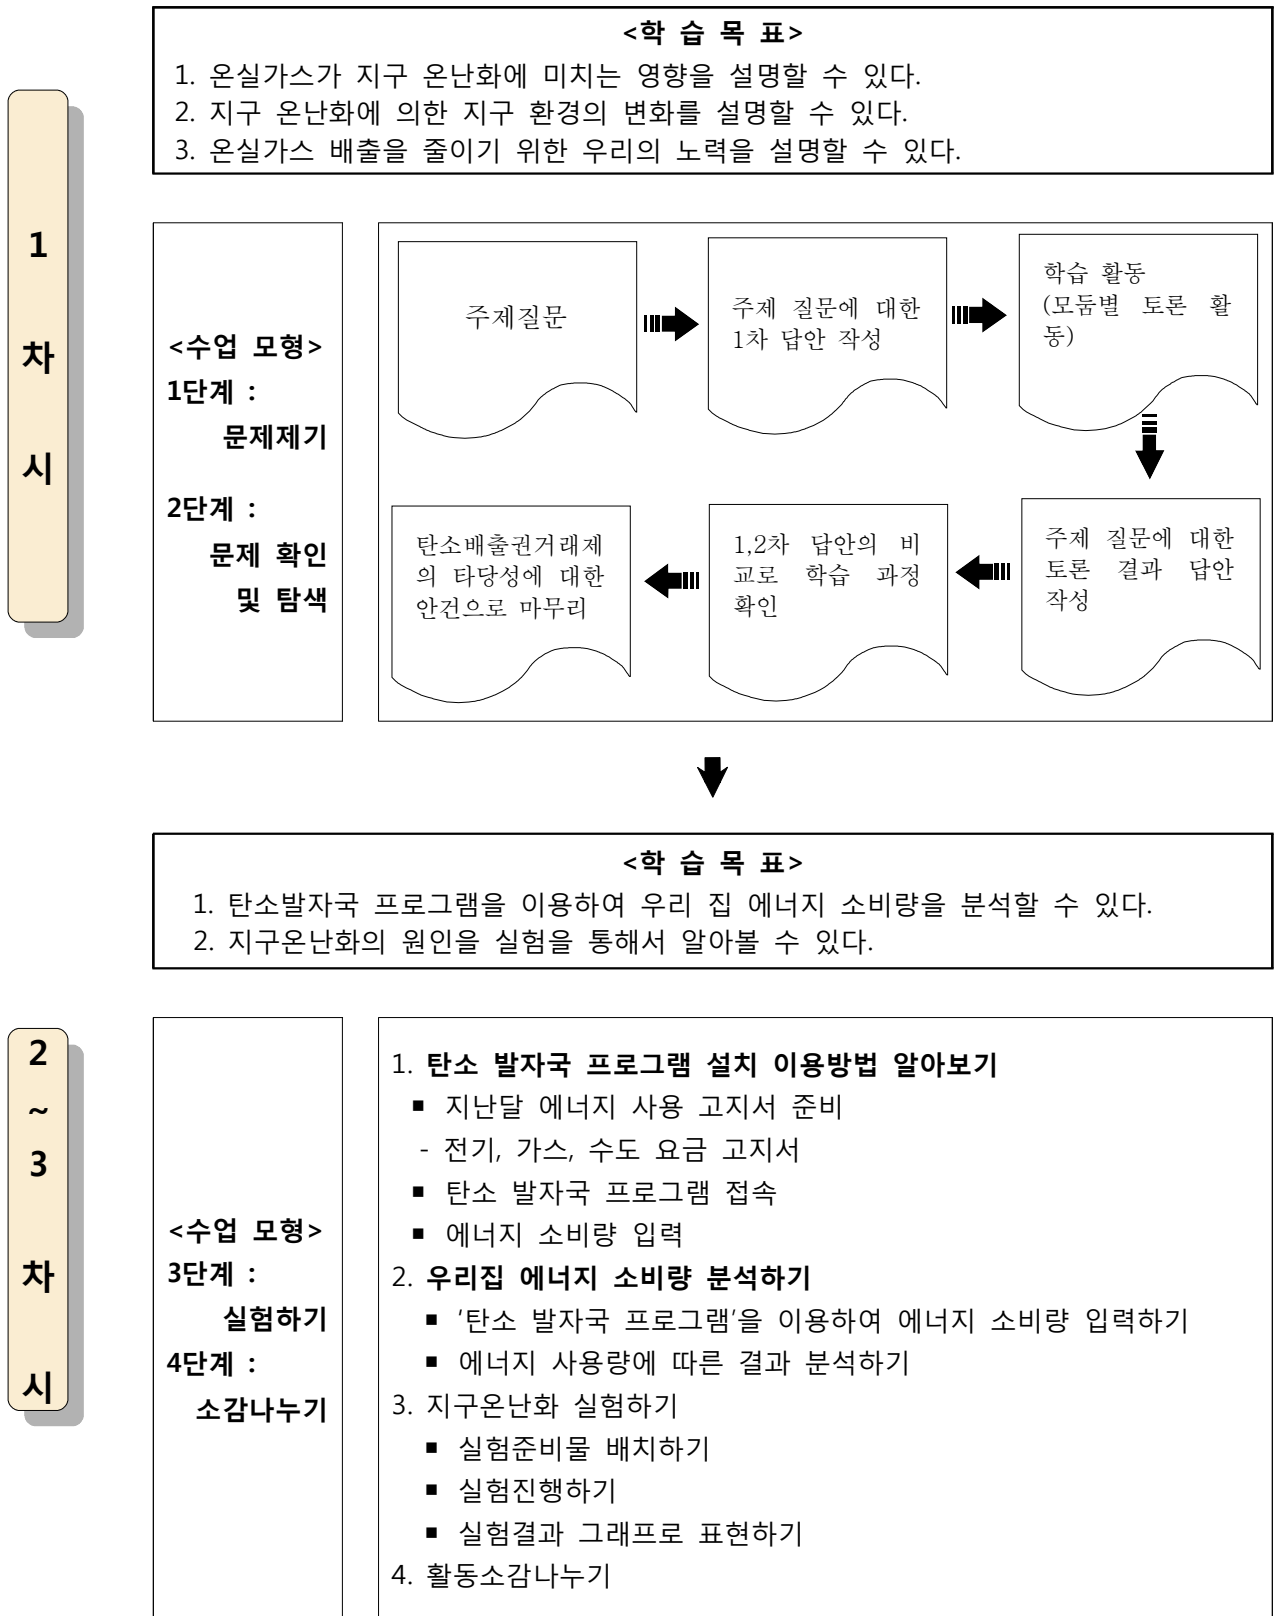 <학 습 목 표>
1. 온실가스가 지구 온난화에 미치는 영향을 설명할 수 있다.
2. 지구 온난화에 의한 지구 환경의 변화를 설명할 수 있다.
3. 온실가스 배출을 줄이기 위한 우리의 노력을 설명할 수 있다.
1
차
시
<수업 모형>
1단계 :
문제제기
2단계 :
문제 확인
및 탐색
주제질문
주제 질문에 대한
1차 답안 작성
학습 활동
(모둠별 토론 활
동)
주제 질문에 대한
토론 결과 답안
작성
1,2차 답안의 비
교로 학습 과정
확인
탄소배출권거래제
의 타당성에 대한
안건으로 마무리
<학 습 목 표>
1. 탄소발자국 프로그램을 이용하여 우리 집 에너지 소비량을 분석할 수 있다.
2. 지구온난화의 원인을 실험을 통해서 알아볼 수 있다.
2
~
3
차
시
<수업 모형>
3단계 :
실험하기
4단계 :
소감나누기
1. 탄소 발자국 프로그램 설치 이용방법 알아보기
▪ 지난달 에너지 사용 고지서 준비
- 전기, 가스, 수도 요금 고지서
▪ 탄소 발자국 프로그램 접속
▪ 에너지 소비량 입력
2. 우리집 에너지 소비량 분석하기
▪ '탄소 발자국 프로그램'을 이용하여 에너지 소비량 입력하기
▪ 에너지 사용량에 따른 결과 분석하기
3. 지구온난화 실험하기
▪ 실험준비물 배치하기
▪ 실험진행하기
▪ 실험결과 그래프로 표현하기
4. 활동소감나누기